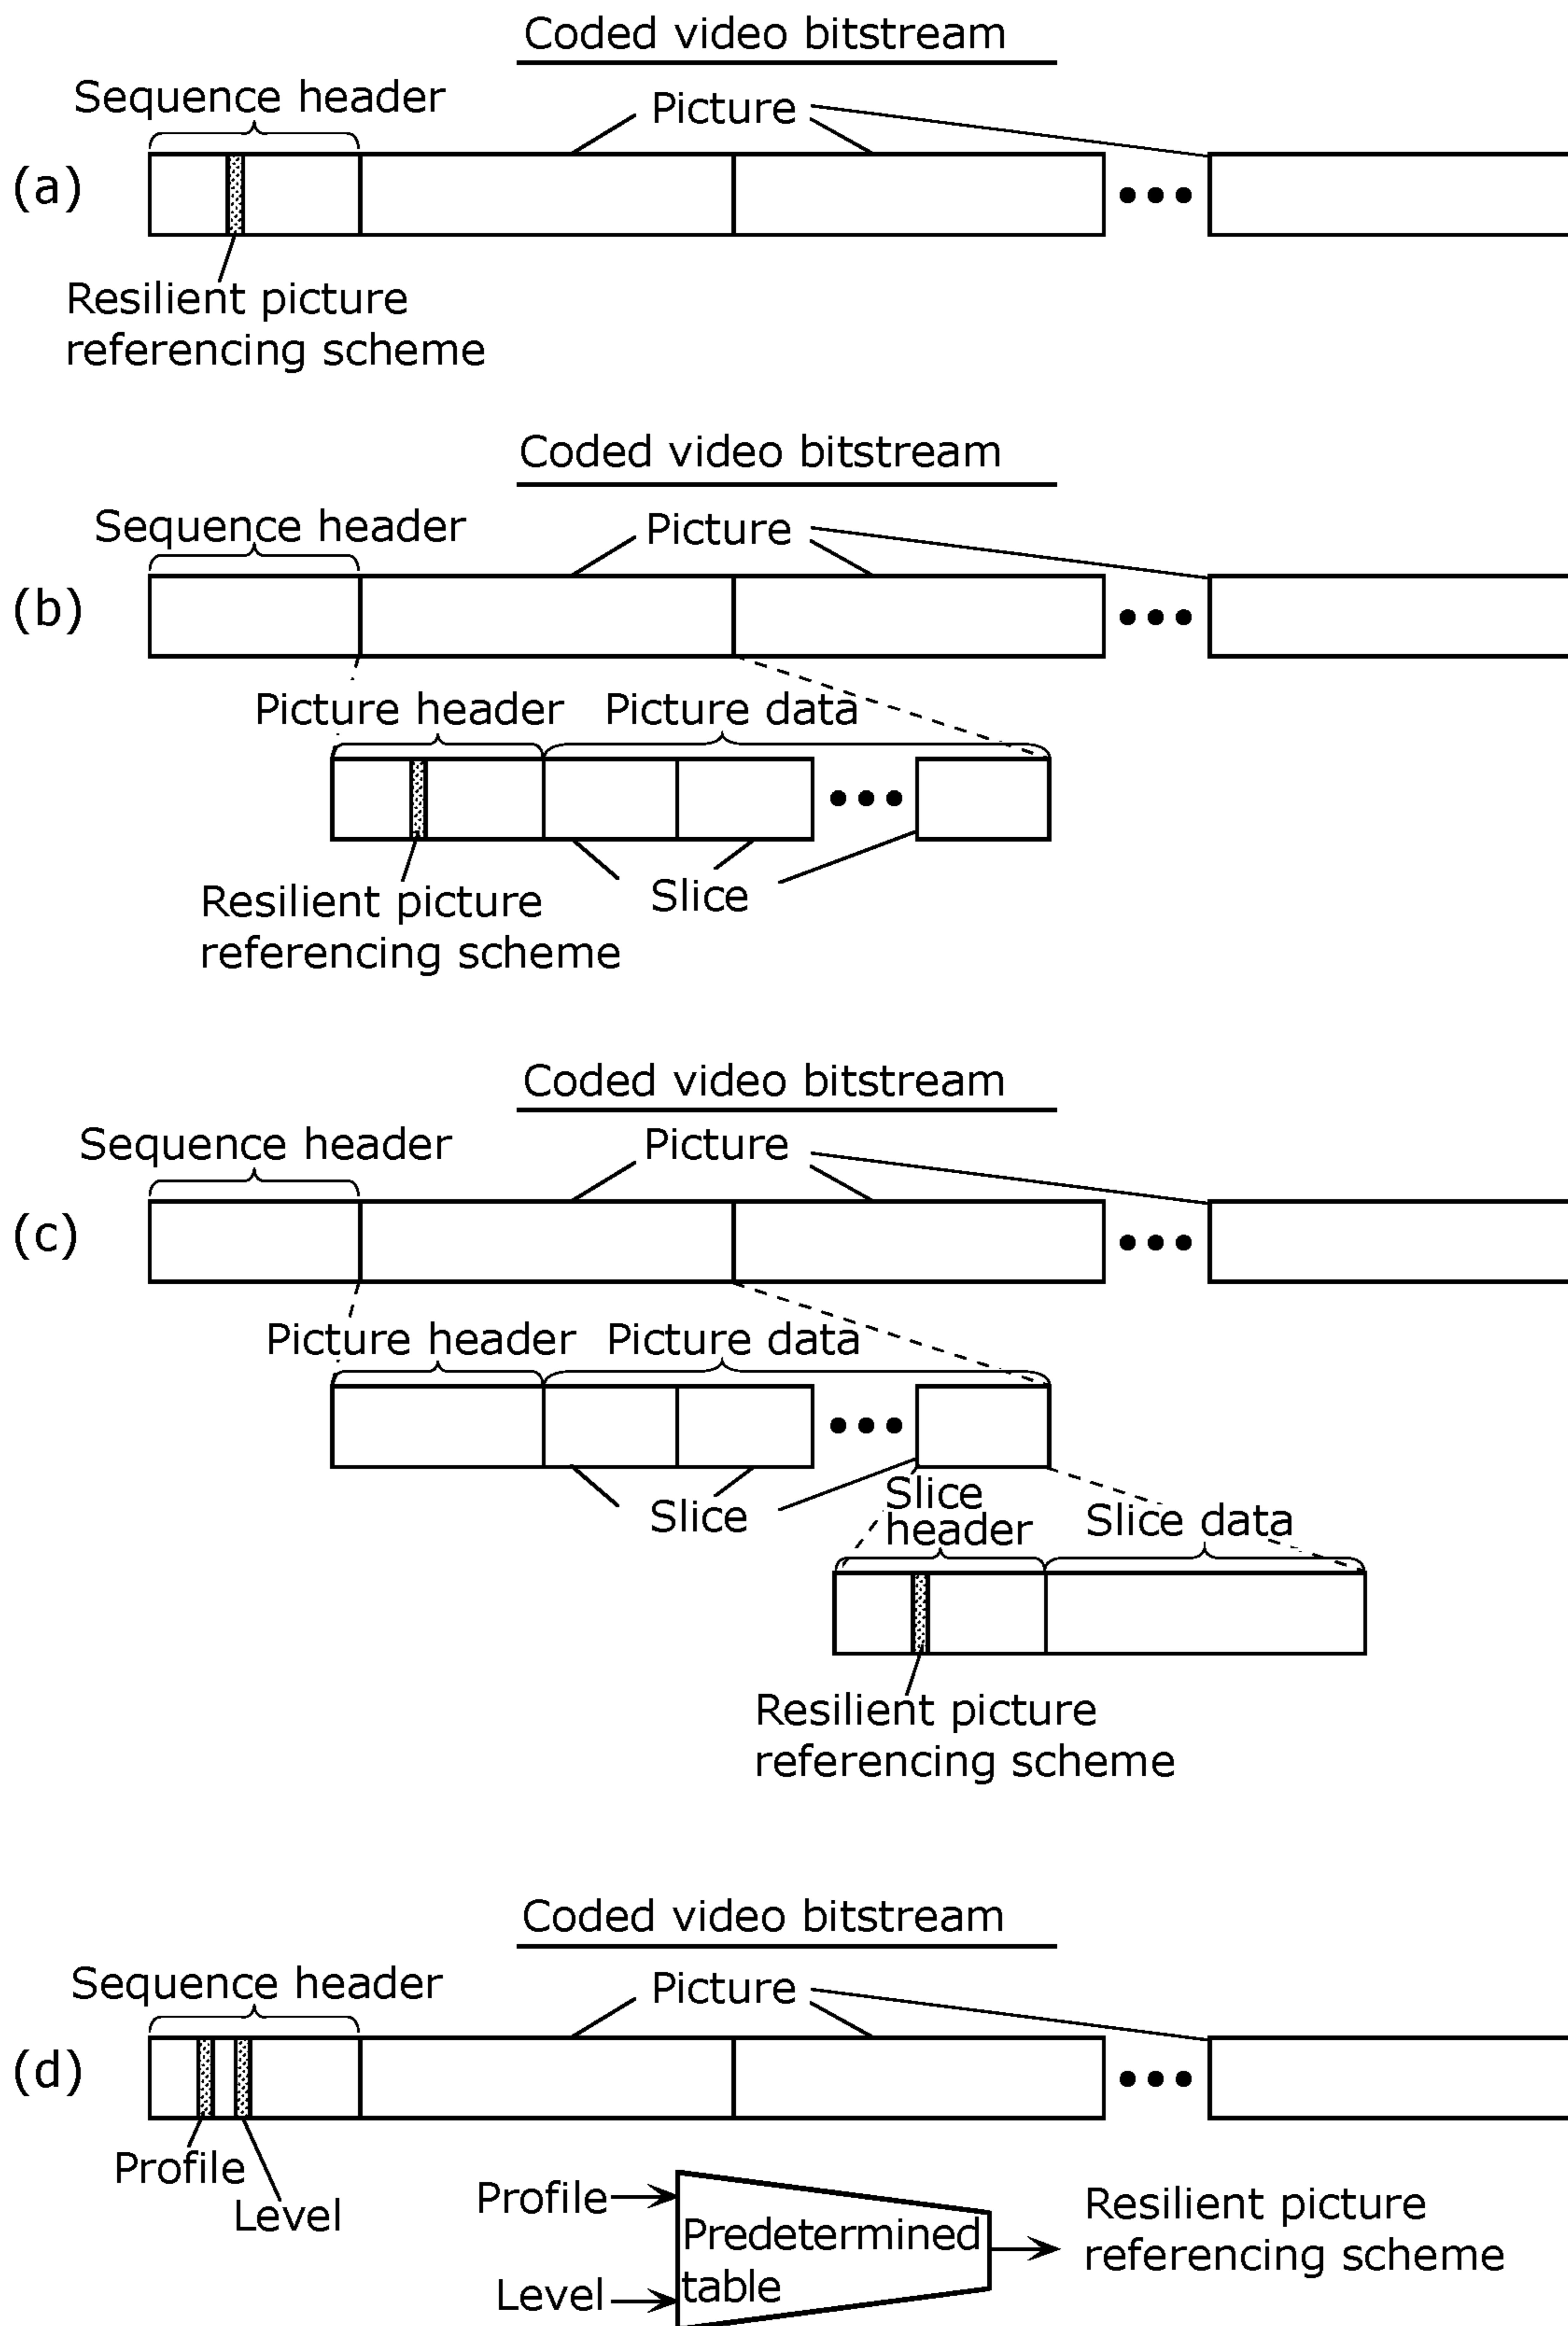 Coded video bitstream
Sequence header
Picture
(a)
Resilient picture
referencing scheme
Coded video bitstream
Sequence header
Picture
(b)
Picture header
Picture data
Resilient picture
referencing scheme
Slice
Coded video bitstream
Sequence header
Picture
(c)
Picture header
Picture data
Slice
Slice
header
Slice data
Resilient picture
referencing scheme
Coded video bitstream
Sequence header
Picture
(d)
Profile
Level
Profile
Level
Predetermined
table
Resilient picture
referencing scheme